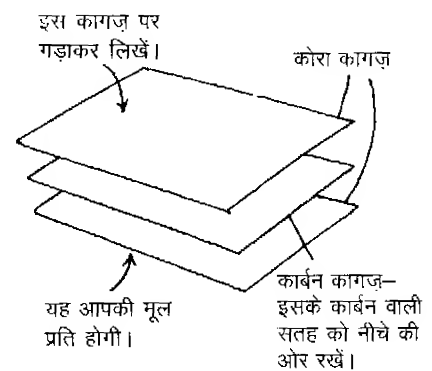 इस कागज़ पर
गड़ाकर लिखें।
कोरा कागज़
कार्बन कागज़–
इसके कार्बन वाली
सतह को नीचे की
ओर रखें।
यह आपकी मूल
प्रति होगी।